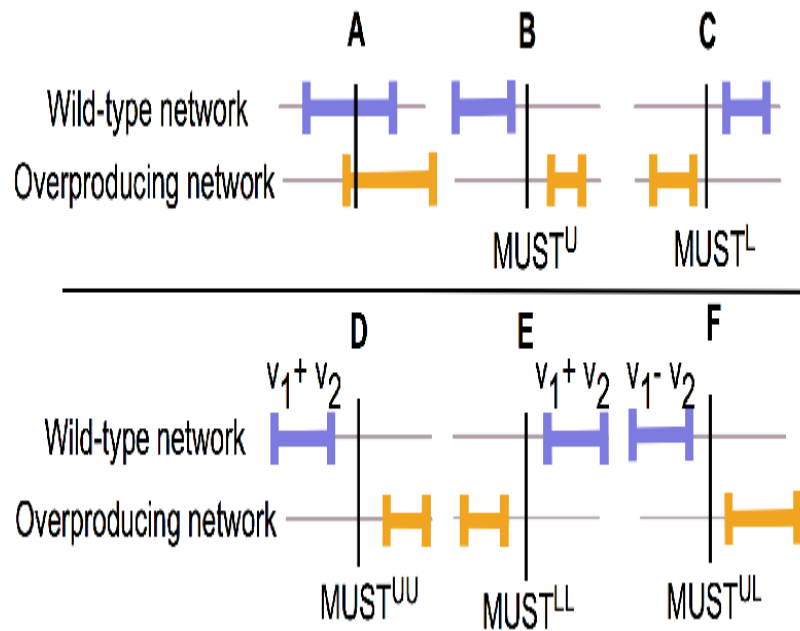 A B C
Wild-type network
Overproducing network
MUSTᵁ MUSTᴸ
D E F
v₁+ v₂ v₁+ v₂ v₁- v₂
Wild-type network
Overproducing network
MUSTᵁᵁ MUSTᴸᴸ MUSTᵁᴸ